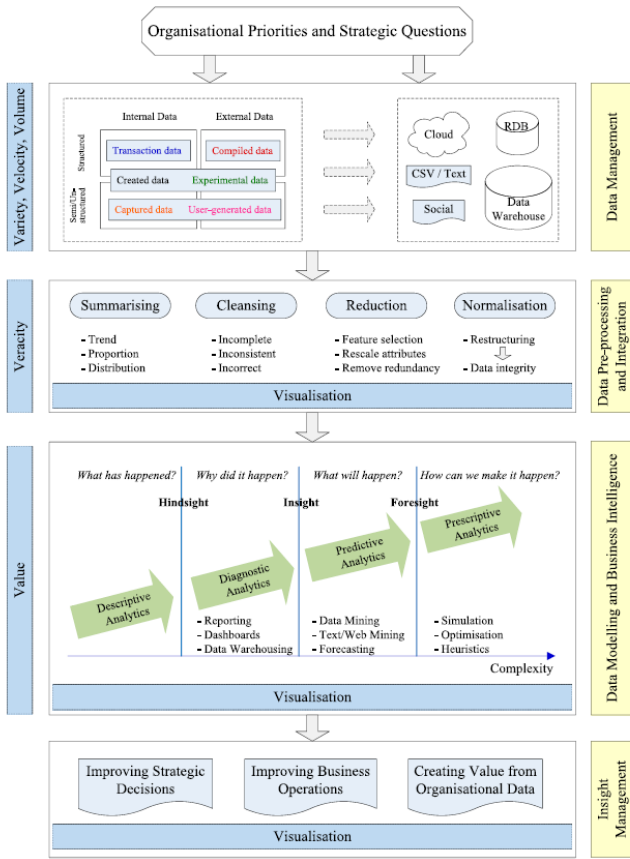 Organisational Priorities and Strategic Questions
Variety, Velocity, Volume
Internal Data
External Data
Structured
Transaction data
Compiled data
Created data
Experimental data
Semi/Un-
structured
Captured data
User-generated data
Cloud
RDB
CSV / Text
Social
Data
Warehouse
Data Management
Veracity
Summarising
- Trend
- Proportion
- Distribution
Cleansing
- Incomplete
- Inconsistent
- Incorrect
Reduction
- Feature selection
- Rescale attributes
- Remove redundancy
Normalisation
- Restructuring
- Data integrity
Visualisation
Data Pre-processing
and Integration
Value
What has happened?
Why did it happen?
What will happen?
How can we make it happen?
Hindsight
Insight
Foresight
Descriptive
Analytics
Diagnostic
Analytics
Predictive
Analytics
Prescriptive
Analytics
- Reporting
- Dashboards
- Data Warehousing
- Data Mining
- Text/Web Mining
- Forecasting
- Simulation
- Optimisation
- Heuristics
Complexity
Visualisation
Data Modelling and Business Intelligence
Improving Strategic
Decisions
Improving Business
Operations
Creating Value from
Organisational Data
Visualisation
Insight
Management